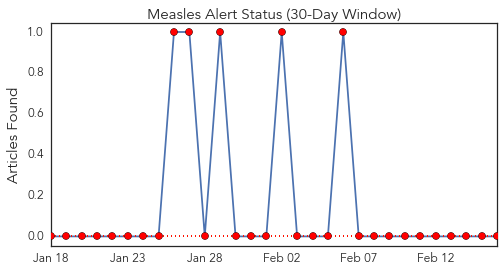 Measles Alert Status (30-Day Window)
1.0
0.8
0.6
0.4
0.2
0.0
Articles Found
Jan 18
Jan 23
Jan 28
Feb 02
Feb 07
Feb 12